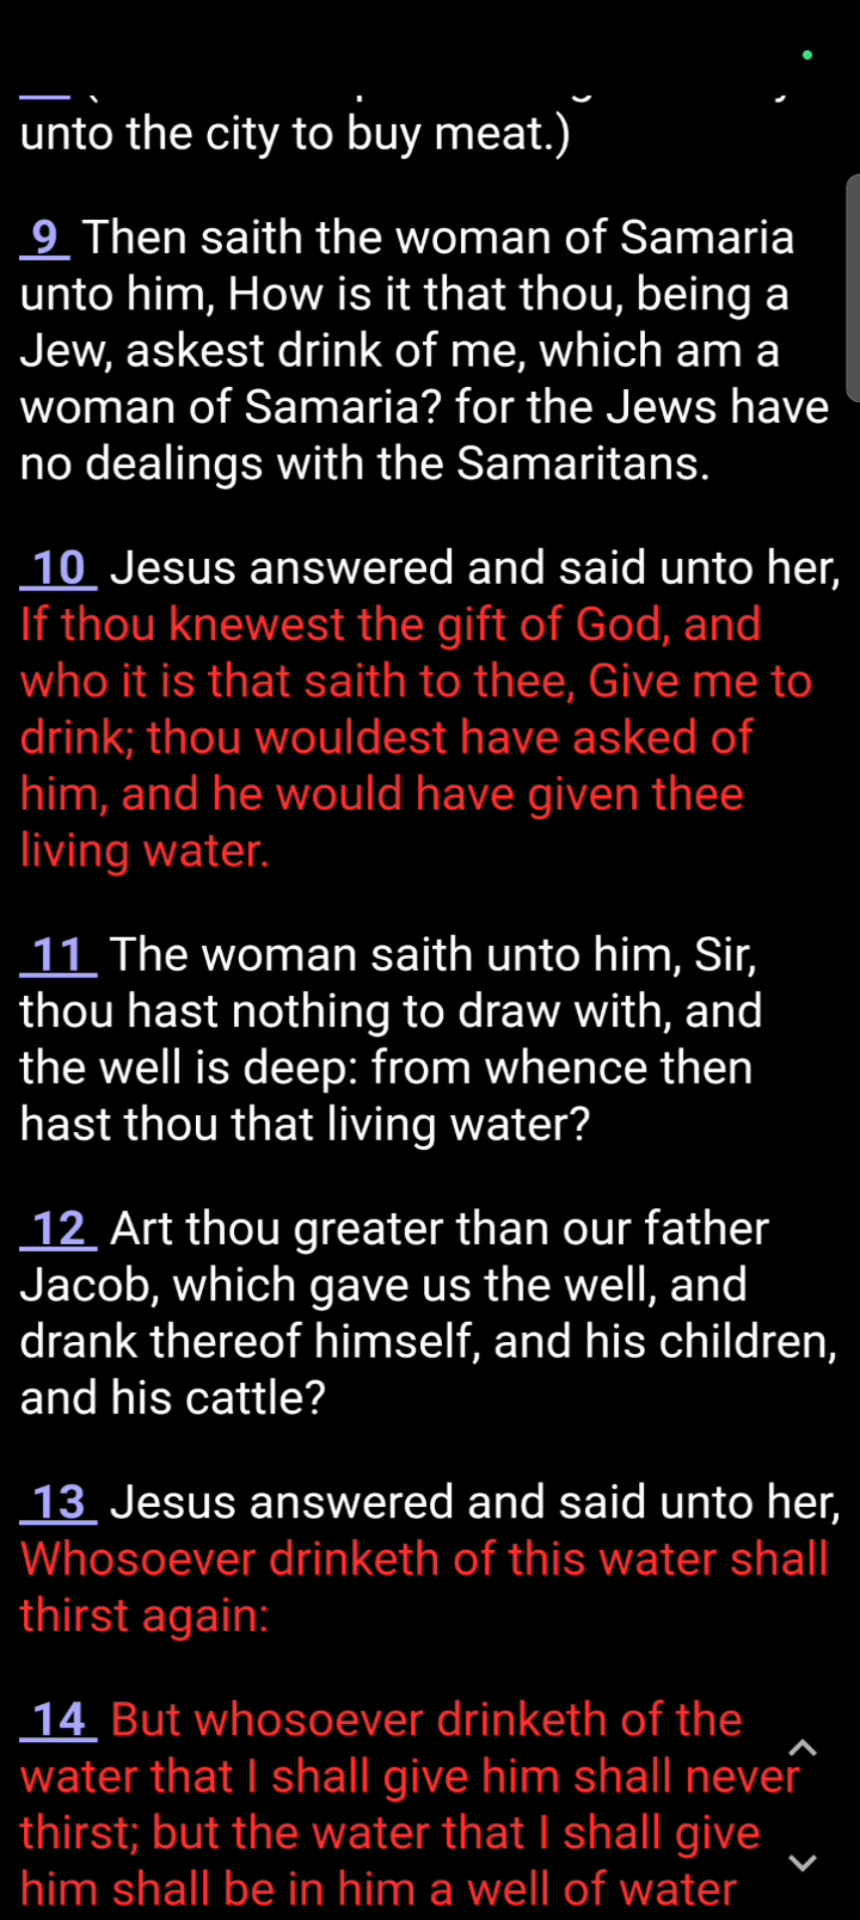 unto the city to buy meat.)
9 Then saith the woman of Samaria
unto him, How is it that thou, being a
Jew, askest drink of me, which am a
woman of Samaria? for the Jews have
no dealings with the Samaritans.
10 Jesus answered and said unto her,
If thou knewest the gift of God, and
who it is that saith to thee, Give me to
drink; thou wouldest have asked of
him, and he would have given thee
living water.
11 The woman saith unto him, Sir,
thou hast nothing to draw with, and
the well is deep: from whence then
hast thou that living water?
12 Art thou greater than our father
Jacob, which gave us the well, and
drank thereof himself, and his children,
and his cattle?
13 Jesus answered and said unto her,
Whosoever drinketh of this water shall
thirst again:
14 But whosoever drinketh of the
water that I shall give him shall never
thirst; but the water that I shall give
him shall be in him a well of water